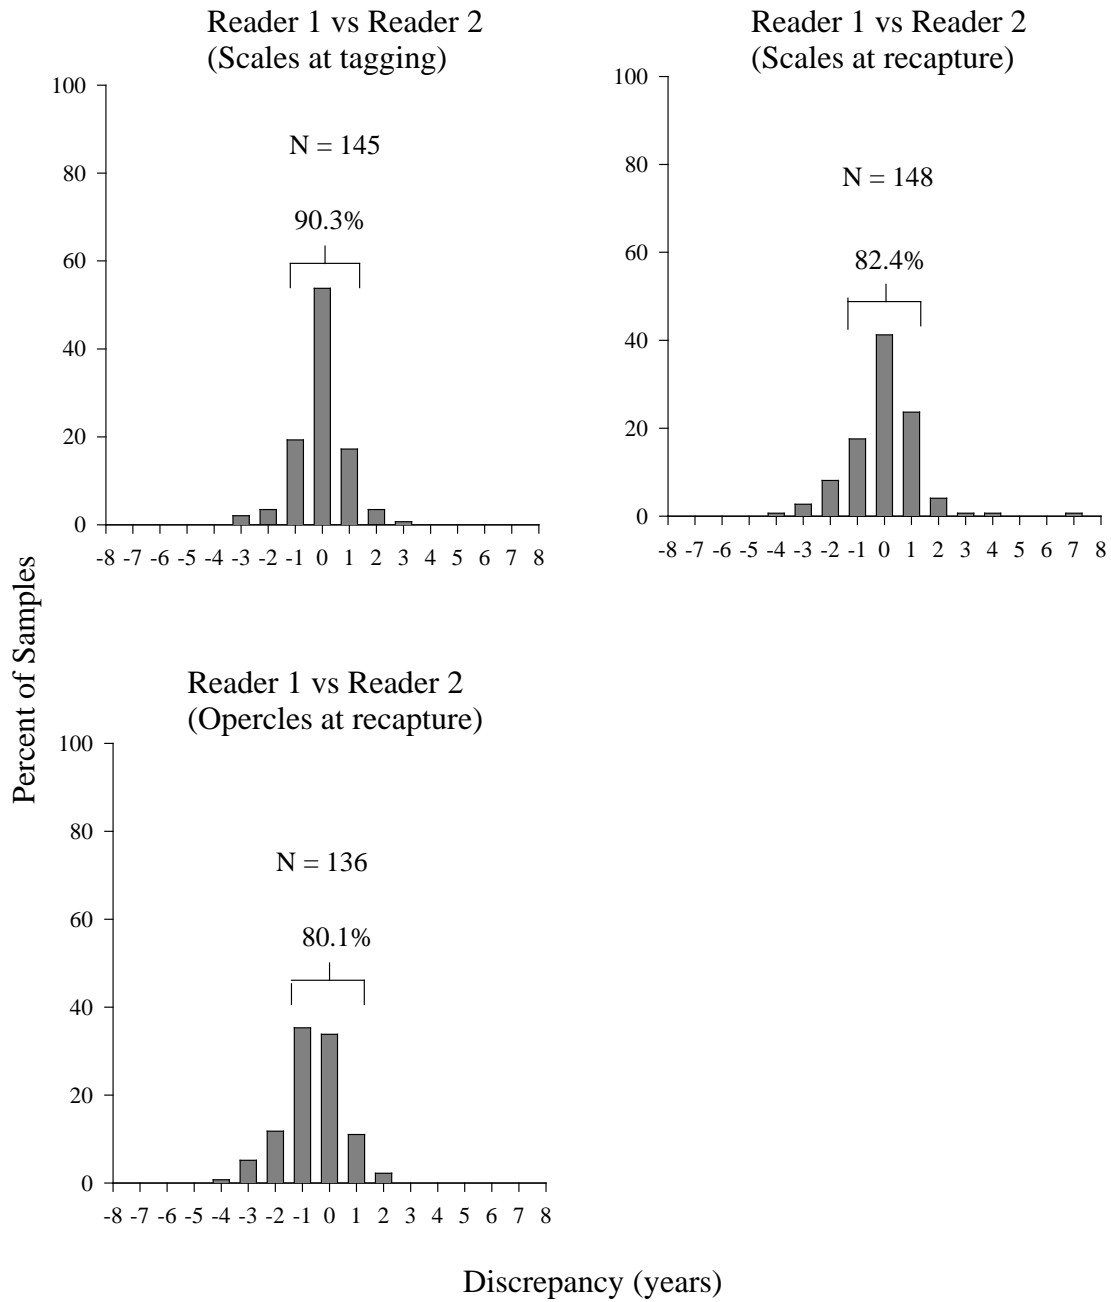 Reader 1 vs Reader 2
(Scales at tagging)
100
80
60
40
20
0
N = 145
90.3%
-8 -7 -6 -5 -4 -3 -2 -1 0 1 2 3 4 5 6 7 8
Reader 1 vs Reader 2
(Scales at recapture)
100
80
60
40
20
0
N = 148
82.4%
-8 -7 -6 -5 -4 -3 -2 -1 0 1 2 3 4 5 6 7 8
Percent of Samples
Reader 1 vs Reader 2
(Opercles at recapture)
100
80
60
40
20
0
N = 136
80.1%
-8 -7 -6 -5 -4 -3 -2 -1 0 1 2 3 4 5 6 7 8
Discrepancy (years)